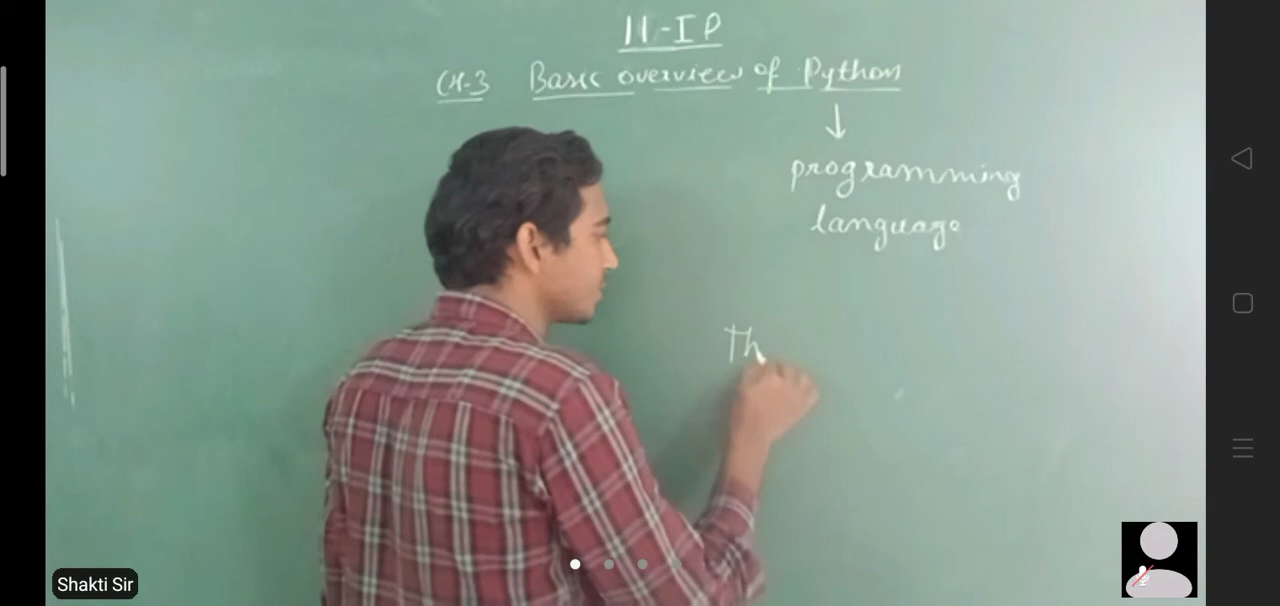 11-IP
CH-3 Basic overview of Python
↓
programming
language
Th
Shakti Sir